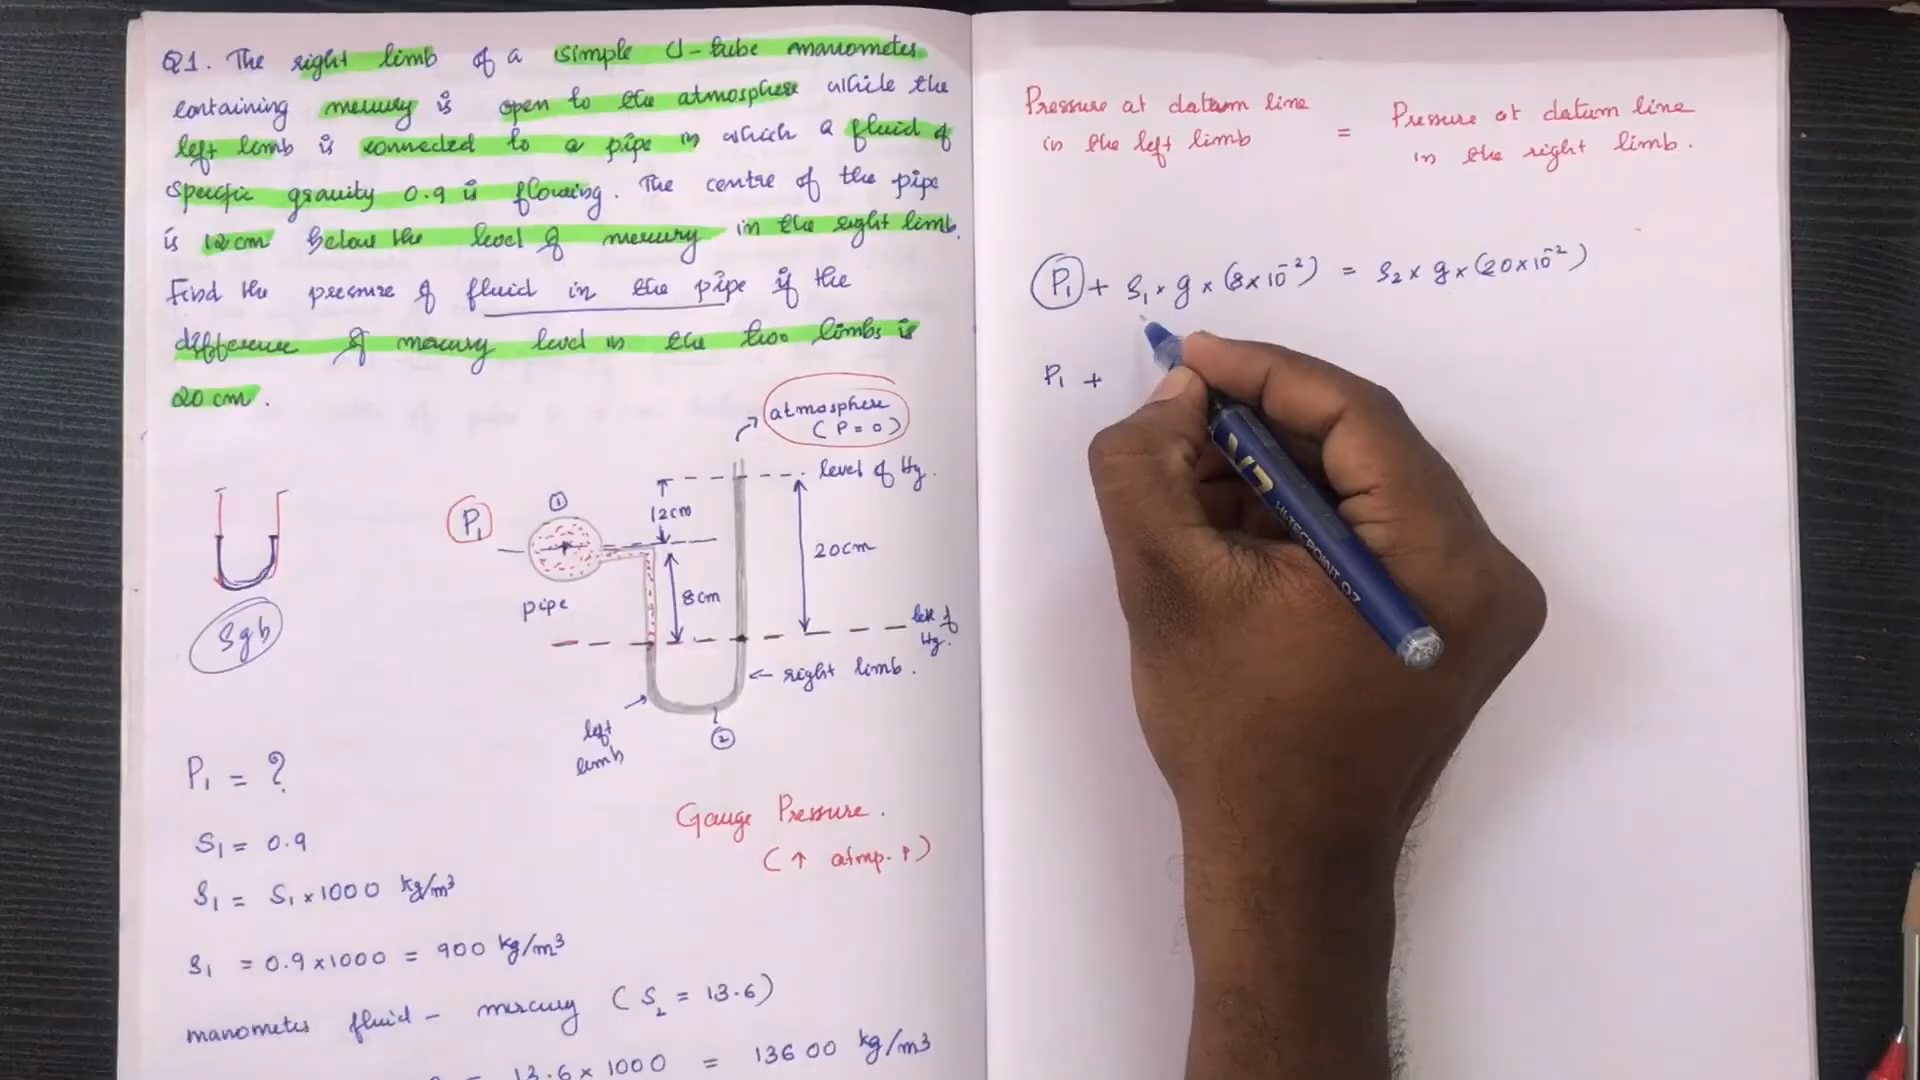 Q1. The right limb of a simple U-tube manometer
containing mercury is open to the atmosphere while the
left limb is connected to a pipe in which a fluid of
specific gravity 0.9 is flowing. The centre of the pipe
is 12cm below the level of mercury in the right limb.
Find the pressure of fluid in the pipe if the
difference of mercury level in the two limbs is
20 cm.
atmosphere
(P = 0)
level of Hg.
12cm
①
P₁
20cm
8cm
pipe
ρgh
Hg.
← right limb.
left
limb
②
P₁ = ?
Gauge Pressure.
(↑ atmp. P)
S₁ = 0.9
ρ₁ = S₁ × 1000 kg/m³
ρ₁ = 0.9×1000 = 900 kg/m³
manometer fluid - mercury (S₂ = 13.6)
= 13.6 × 1000 = 13600 kg/m³
Pressure at datum line
in the left limb
=
Pressure at datum line
in the right limb.
P₁ + ρ₁ × g × (8×10⁻²) = ρ₂ × g × (20×10⁻²)
P₁ +
V7
HI-TECPOINT 0.7